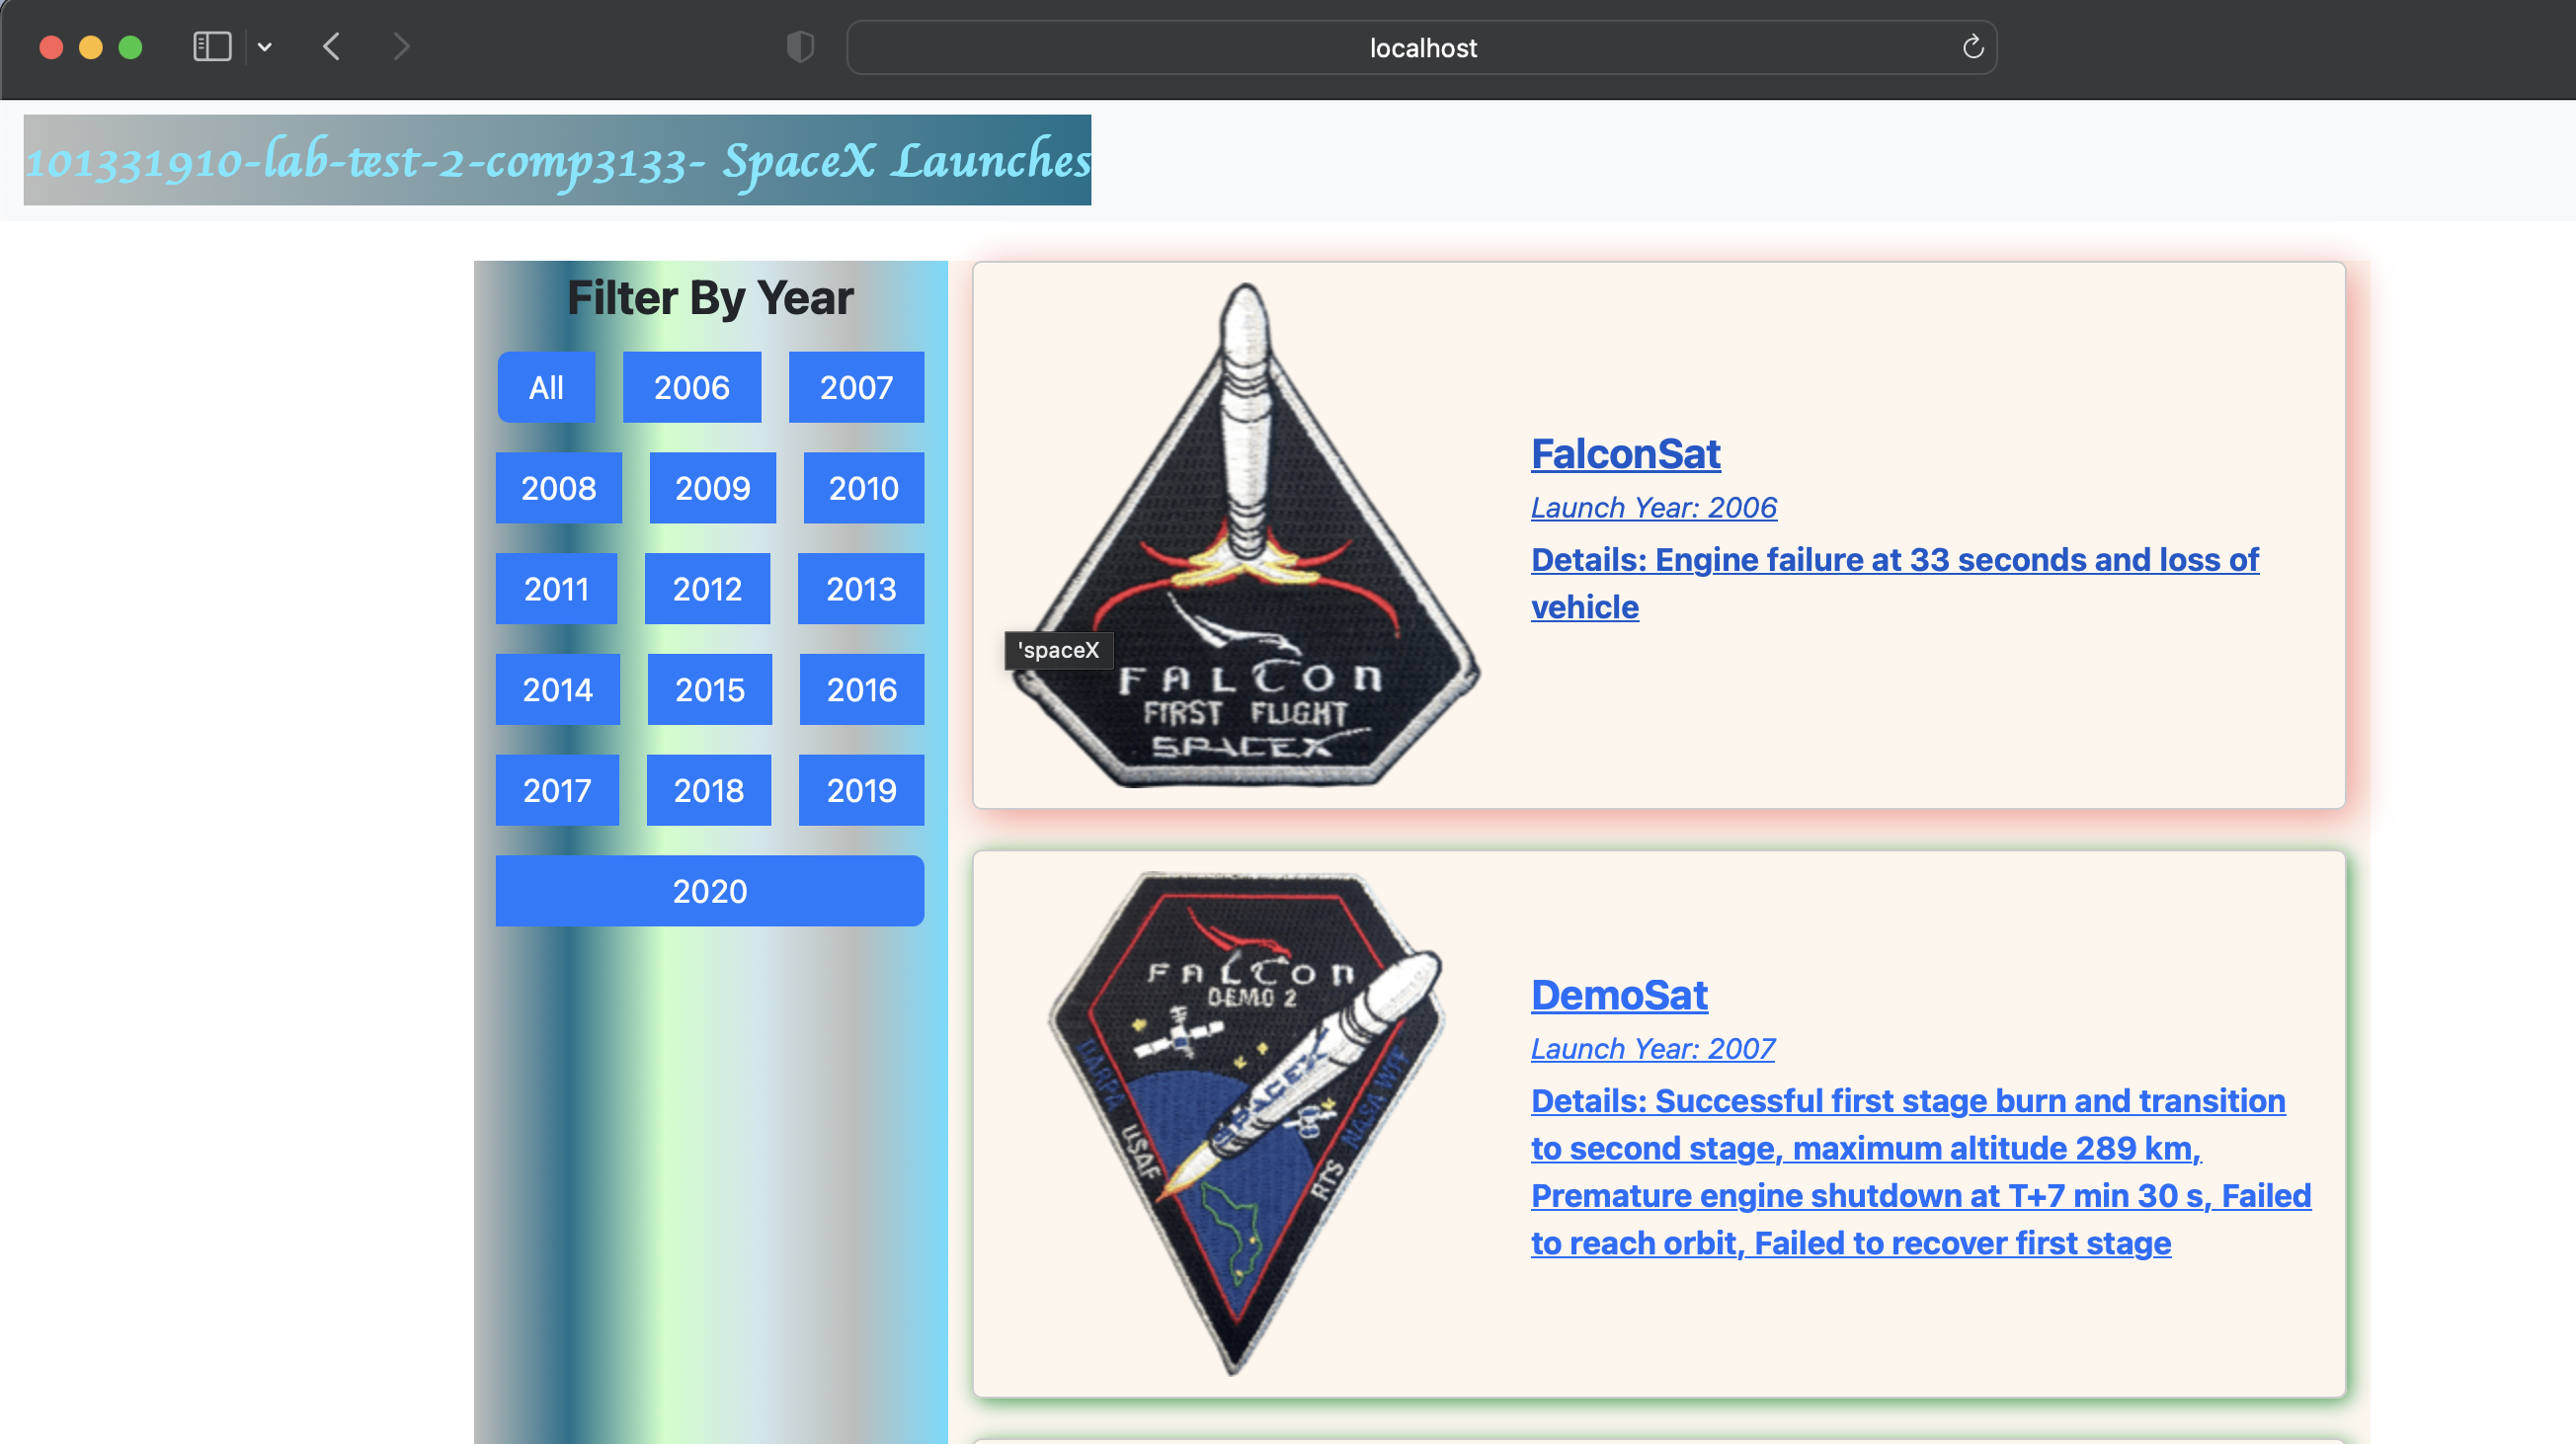 localhost
101331910-lab-test-2-comp3133- SpaceX Launches
Filter By Year
All 2006 2007
2008 2009 2010
2011 2012 2013
2014 2015 2016
2017 2018 2019
2020
'spaceX
FALCON
FIRST FLIGHT
SPACEX
FalconSat
Launch Year: 2006
Details: Engine failure at 33 seconds and loss of
vehicle
FALCON
DEMO 2
SPACEX
DARPA USAF
RTS NASA WFF
DemoSat
Launch Year: 2007
Details: Successful first stage burn and transition
to second stage, maximum altitude 289 km,
Premature engine shutdown at T+7 min 30 s, Failed
to reach orbit, Failed to recover first stage